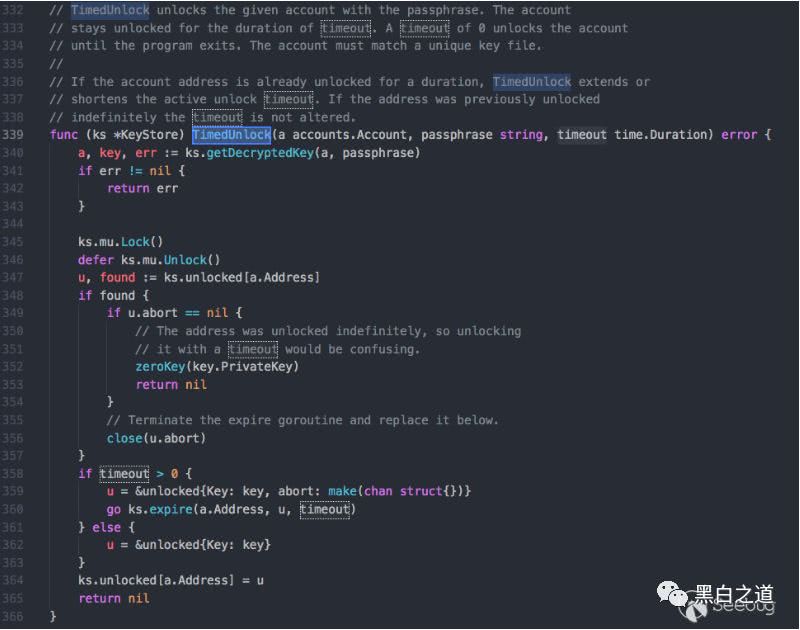 332 // TimedUnlock unlocks the given account with the passphrase. The account
333 // stays unlocked for the duration of timeout. A timeout of 0 unlocks the account
334 // until the program exits. The account must match a unique key file.
335 //
336 // If the account address is already unlocked for a duration, TimedUnlock extends or
337 // shortens the active unlock timeout. If the address was previously unlocked
338 // indefinitely the timeout is not altered.
339 func (ks *KeyStore) TimedUnlock(a accounts.Account, passphrase string, timeout time.Duration) error {
340 a, key, err := ks.getDecryptedKey(a, passphrase)
341 if err != nil {
342 return err
343 }
344
345 ks.mu.Lock()
346 defer ks.mu.Unlock()
347 u, found := ks.unlocked[a.Address]
348 if found {
349 if u.abort == nil {
350 // The address was unlocked indefinitely, so unlocking
351 // it with a timeout would be confusing.
352 zeroKey(key.PrivateKey)
353 return nil
354 }
355 // Terminate the expire goroutine and replace it below.
356 close(u.abort)
357 }
358 if timeout > 0 {
359 u = &unlocked{Key: key, abort: make(chan struct{})}
360 go ks.expire(a.Address, u, timeout)
361 } else {
362 u = &unlocked{Key: key}
363 }
364 ks.unlocked[a.Address] = u
365 return nil
366 }
黑白之道
Seebug